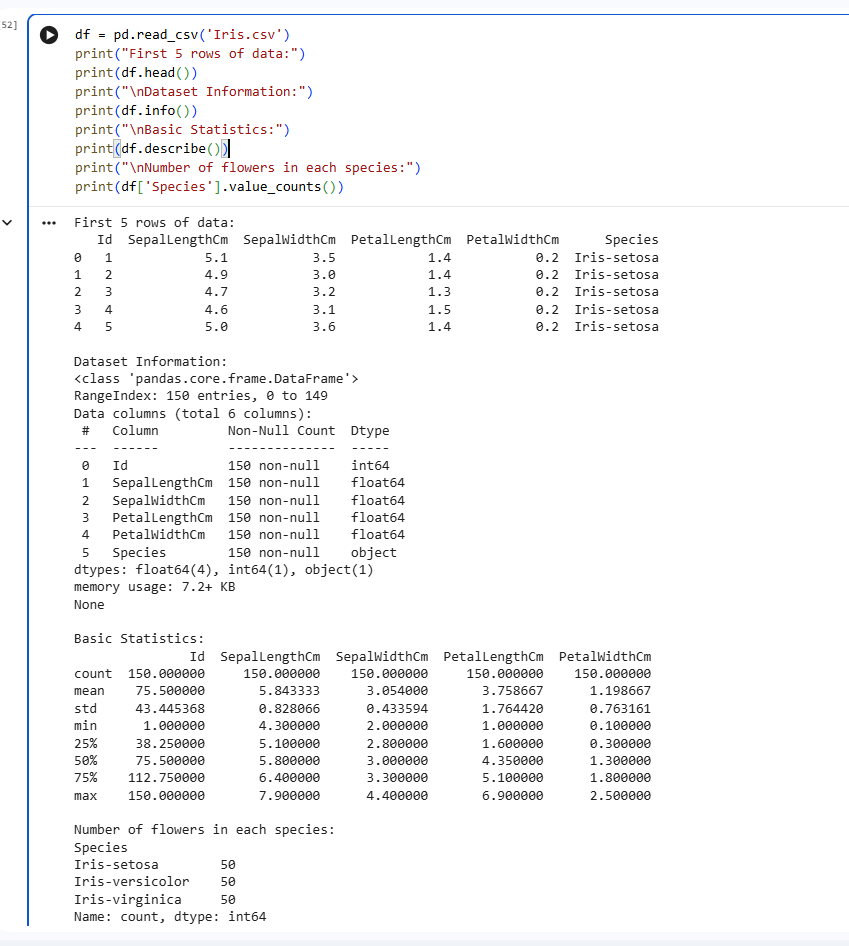 52]
df = pd.read_csv('Iris.csv')
print("First 5 rows of data:")
print(df.head())
print("\nDataset Information:")
print(df.info())
print("\nBasic Statistics:")
print(df.describe())
print("\nNumber of flowers in each species:")
print(df['Species'].value_counts())
First 5 rows of data:
   Id  SepalLengthCm  SepalWidthCm  PetalLengthCm  PetalWidthCm      Species
0   1            5.1           3.5            1.4           0.2  Iris-setosa
1   2            4.9           3.0            1.4           0.2  Iris-setosa
2   3            4.7           3.2            1.3           0.2  Iris-setosa
3   4            4.6           3.1            1.5           0.2  Iris-setosa
4   5            5.0           3.6            1.4           0.2  Iris-setosa
Dataset Information:
<class 'pandas.core.frame.DataFrame'>
RangeIndex: 150 entries, 0 to 149
Data columns (total 6 columns):
 #   Column         Non-Null Count  Dtype
---  ------         --------------  -----
 0   Id             150 non-null    int64
 1   SepalLengthCm  150 non-null    float64
 2   SepalWidthCm   150 non-null    float64
 3   PetalLengthCm  150 non-null    float64
 4   PetalWidthCm   150 non-null    float64
 5   Species        150 non-null    object
dtypes: float64(4), int64(1), object(1)
memory usage: 7.2+ KB
None
Basic Statistics:
               Id  SepalLengthCm  SepalWidthCm  PetalLengthCm  PetalWidthCm
count  150.000000     150.000000    150.000000     150.000000    150.000000
mean    75.500000       5.843333      3.054000       3.758667      1.198667
std     43.445368       0.828066      0.433594       1.764420      0.763161
min      1.000000       4.300000      2.000000       1.000000      0.100000
25%     38.250000       5.100000      2.800000       1.600000      0.300000
50%     75.500000       5.800000      3.000000       4.350000      1.300000
75%    112.750000       6.400000      3.300000       5.100000      1.800000
max    150.000000       7.900000      4.400000       6.900000      2.500000
Number of flowers in each species:
Species
Iris-setosa        50
Iris-versicolor    50
Iris-virginica     50
Name: count, dtype: int64